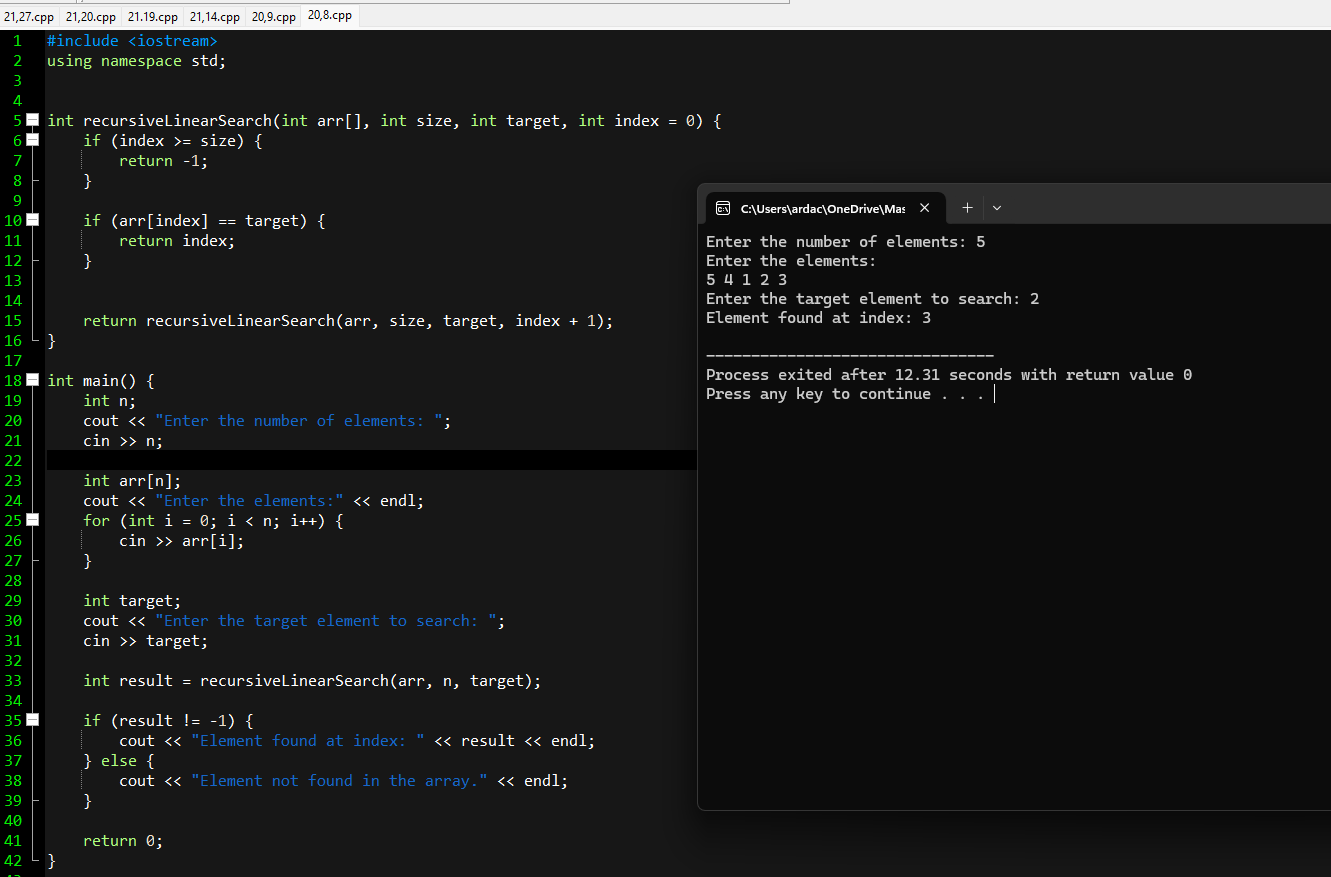 21,27.cpp 21,20.cpp 21.19.cpp 21,14.cpp 20,9.cpp 20,8.cpp
1 #include <iostream>
2 using namespace std;
3
4
5 int recursiveLinearSearch(int arr[], int size, int target, int index = 0) {
6 if (index >= size) {
7 return -1;
8 }
9
10 if (arr[index] == target) {
11 return index;
12 }
13
14
15 return recursiveLinearSearch(arr, size, target, index + 1);
16 }
17
18 int main() {
19 int n;
20 cout << "Enter the number of elements: ";
21 cin >> n;
22
23 int arr[n];
24 cout << "Enter the elements:" << endl;
25 for (int i = 0; i < n; i++) {
26 cin >> arr[i];
27 }
28
29 int target;
30 cout << "Enter the target element to search: ";
31 cin >> target;
32
33 int result = recursiveLinearSearch(arr, n, target);
34
35 if (result != -1) {
36 cout << "Element found at index: " << result << endl;
37 } else {
38 cout << "Element not found in the array." << endl;
39 }
40
41 return 0;
42 }
C:\Users\ardac\OneDrive\Mas
Enter the number of elements: 5
Enter the elements:
5 4 1 2 3
Enter the target element to search: 2
Element found at index: 3
--------------------------------
Process exited after 12.31 seconds with return value 0
Press any key to continue . . .